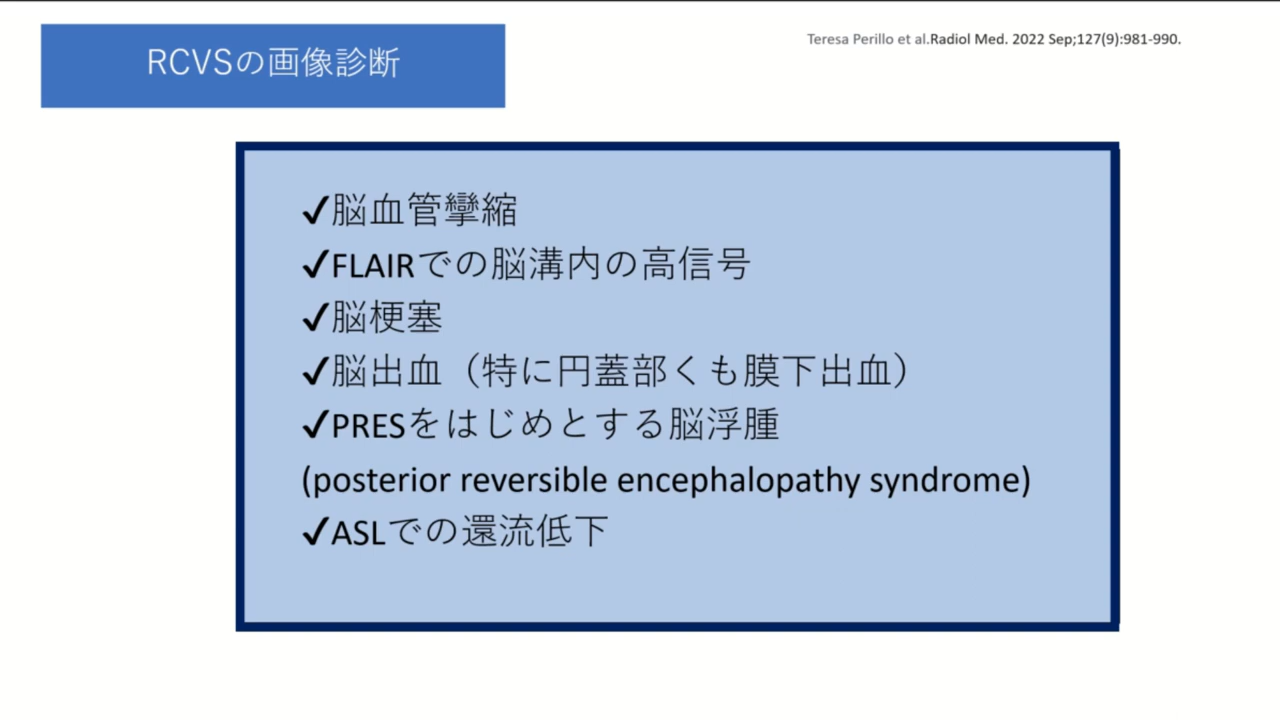 RCVSの画像診断
Teresa Perillo et al.Radiol Med. 2022 Sep;127(9):981-990.
✓脳血管攣縮
✓FLAIRでの脳溝内の高信号
✓脳梗塞
✓脳出血（特に円蓋部くも膜下出血）
✓PRESをはじめとする脳浮腫
(posterior reversible encephalopathy syndrome)
✓ASLでの還流低下